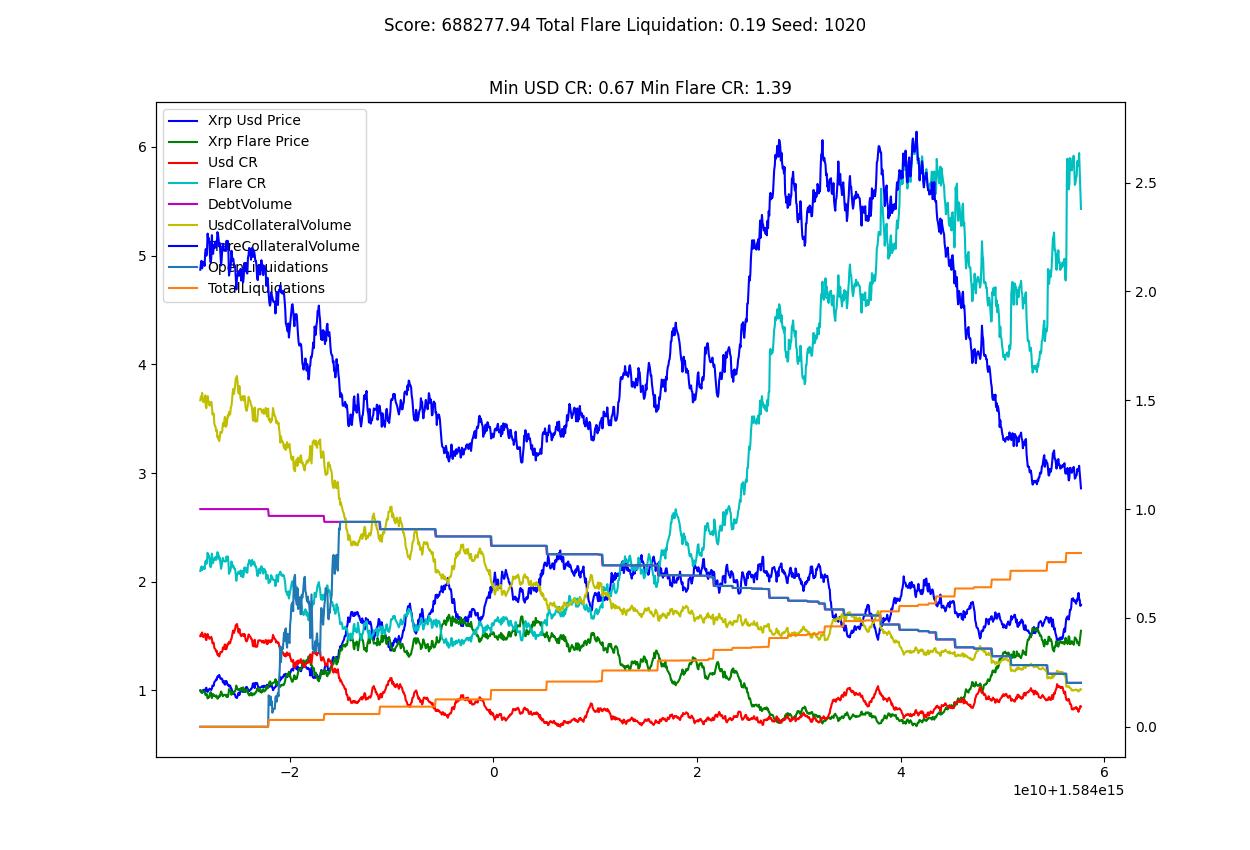 Score: 688277.94 Total Flare Liquidation: 0.19 Seed: 1020
Min USD CR: 0.67 Min Flare CR: 1.39
Xrp Usd Price
Xrp Flare Price
Usd CR
Flare CR
DebtVolume
UsdCollateralVolume
FlareCollateralVolume
OpenLiquidations
TotalLiquidations
6
5
4
3
2
1
2.5
2.0
1.5
1.0
0.5
0.0
−2
0
2
4
6
1e10+1.584e15